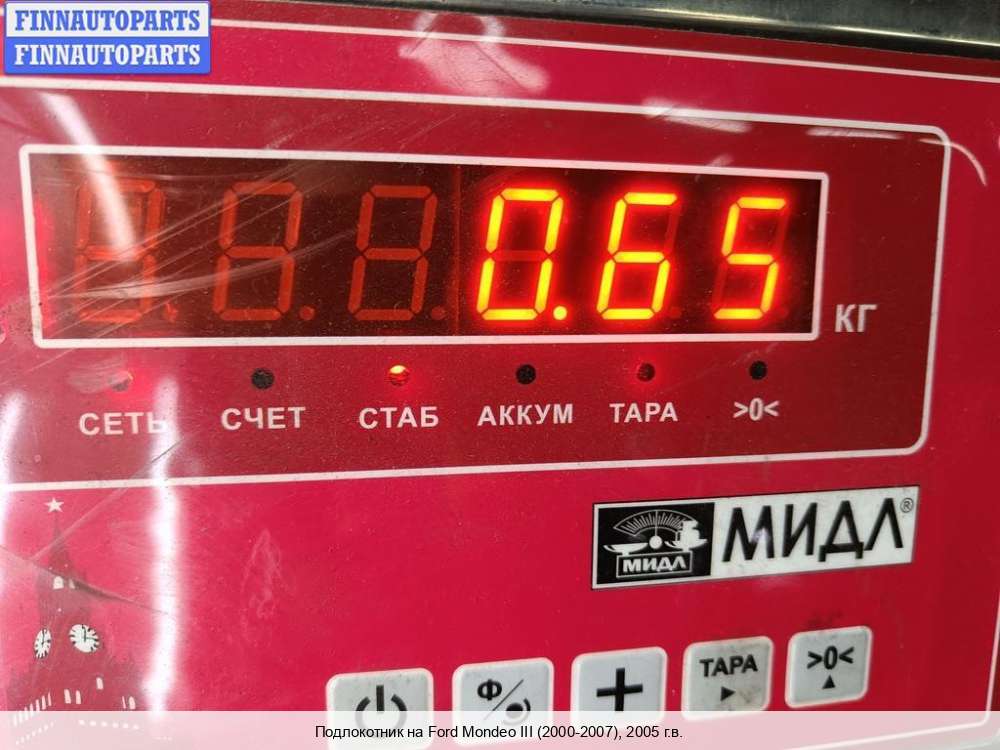 FINNAUTOPARTS
FINNAUTOPARTS
0.65
КГ
СЕТЬ СЧЕТ СТАБ АККУМ ТАРА >0<
МИДЛ МИДЛ®
Ф ТАРА >0<
Подлокотник на Ford Mondeo III (2000-2007), 2005 г.в.